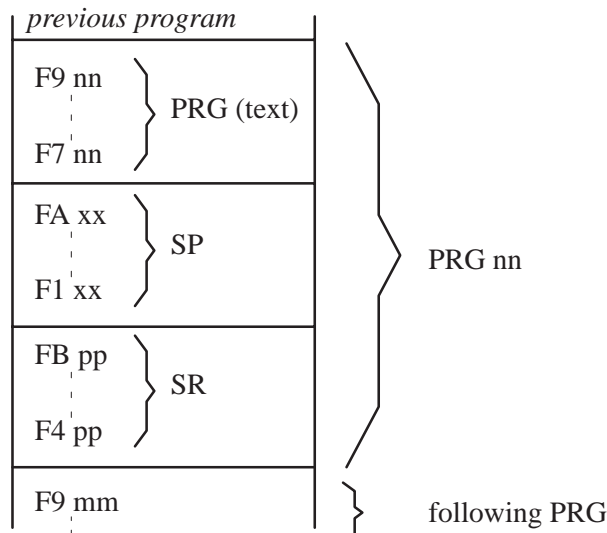 previous program
F9 nn
PRG (text)
F7 nn
FA xx
SP
F1 xx
PRG nn
FB pp
SR
F4 pp
F9 mm
following PRG